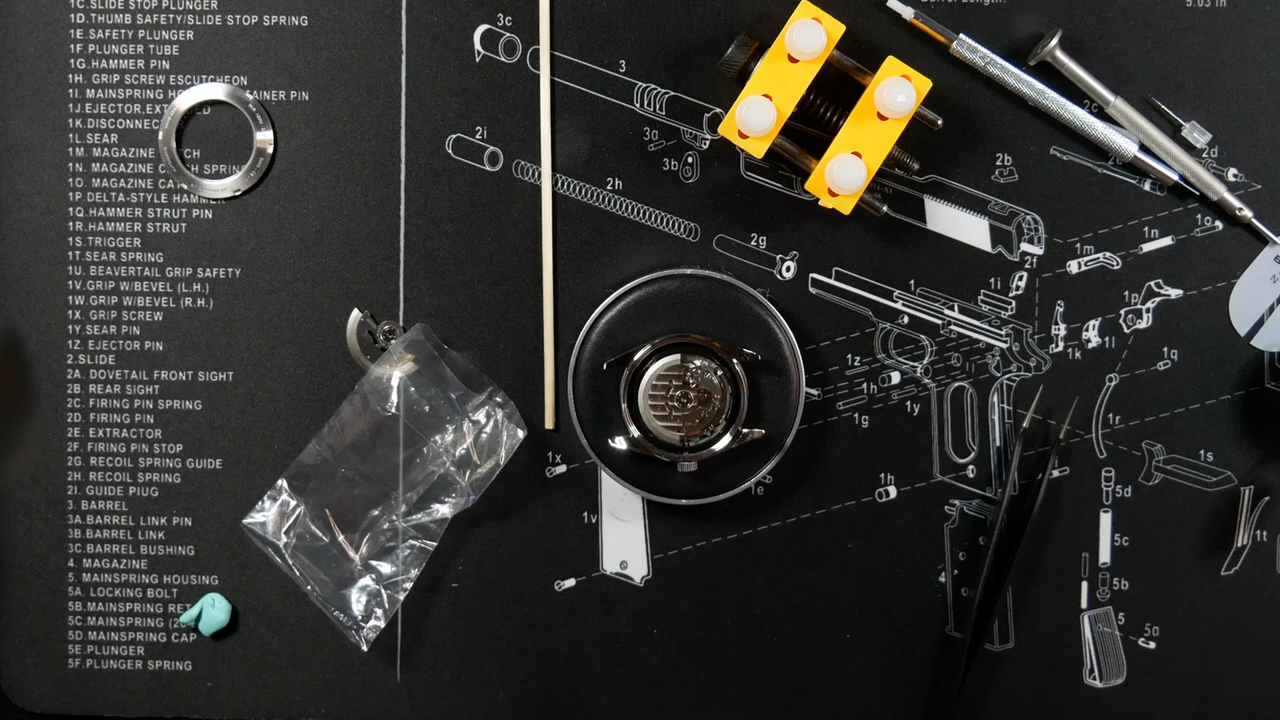 1C.SLIDE STOP PLUNGER
1D.THUMB SAFETY/SLIDE STOP SPRING
1E.SAFETY PLUNGER
1F.PLUNGER TUBE
1G.HAMMER PIN
1H. GRIP SCREW ESCUTCHEON
1I. MAINSPRING HO TAINER PIN
1J.EJECTOR,EXT D
1K.DISCONNEC
1L.SEAR
1M. MAGAZINE CH
1N. MAGAZINE C CH SPRING
1O. MAGAZINE CA
1P.DELTA-STYLE HAMMER
1Q.HAMMER STRUT PIN
1R.HAMMER STRUT
1S.TRIGGER
1T.SEAR SPRING
1U. BEAVERTAIL GRIP SAFETY
1V.GRIP W/BEVEL (L.H.)
1W.GRIP W/BEVEL (R.H.)
1X. GRIP SCREW
1Y.SEAR PIN
1Z. EJECTOR PIN
2.SLIDE
2A. DOVETAIL FRONT SIGHT
2B. REAR SIGHT
2C. FIRING PIN SPRING
2D. FIRING PIN
2E. EXTRACTOR
2F. FIRING PIN STOP
2G. RECOIL SPRING GUIDE
2H. RECOIL SPRING
2I. GUIDE PlUG
3. BARREL
3A.BARREL LINK PIN
3B.BARREL LINK
3C.BARREL BUSHING
4. MAGAZINE
5. MAINSPRING HOUSING
5A. LOCKING BOLT
5B.MAINSPRING RET
5C.MAINSPRING (2
5D.MAINSPRING CAP
5E.PLUNGER
5F.PLUNGER SPRING
5.03 in
3c
3
2i
3a
3b
2h
2g
2c
2b
2d
2f
1o
1n
1m
1i
1
1p
1k
1l
1q
1z
1h
1y
1g
1r
1x
1e
1h
1s
5d
1v
5c
1t
4
5b
5
5a